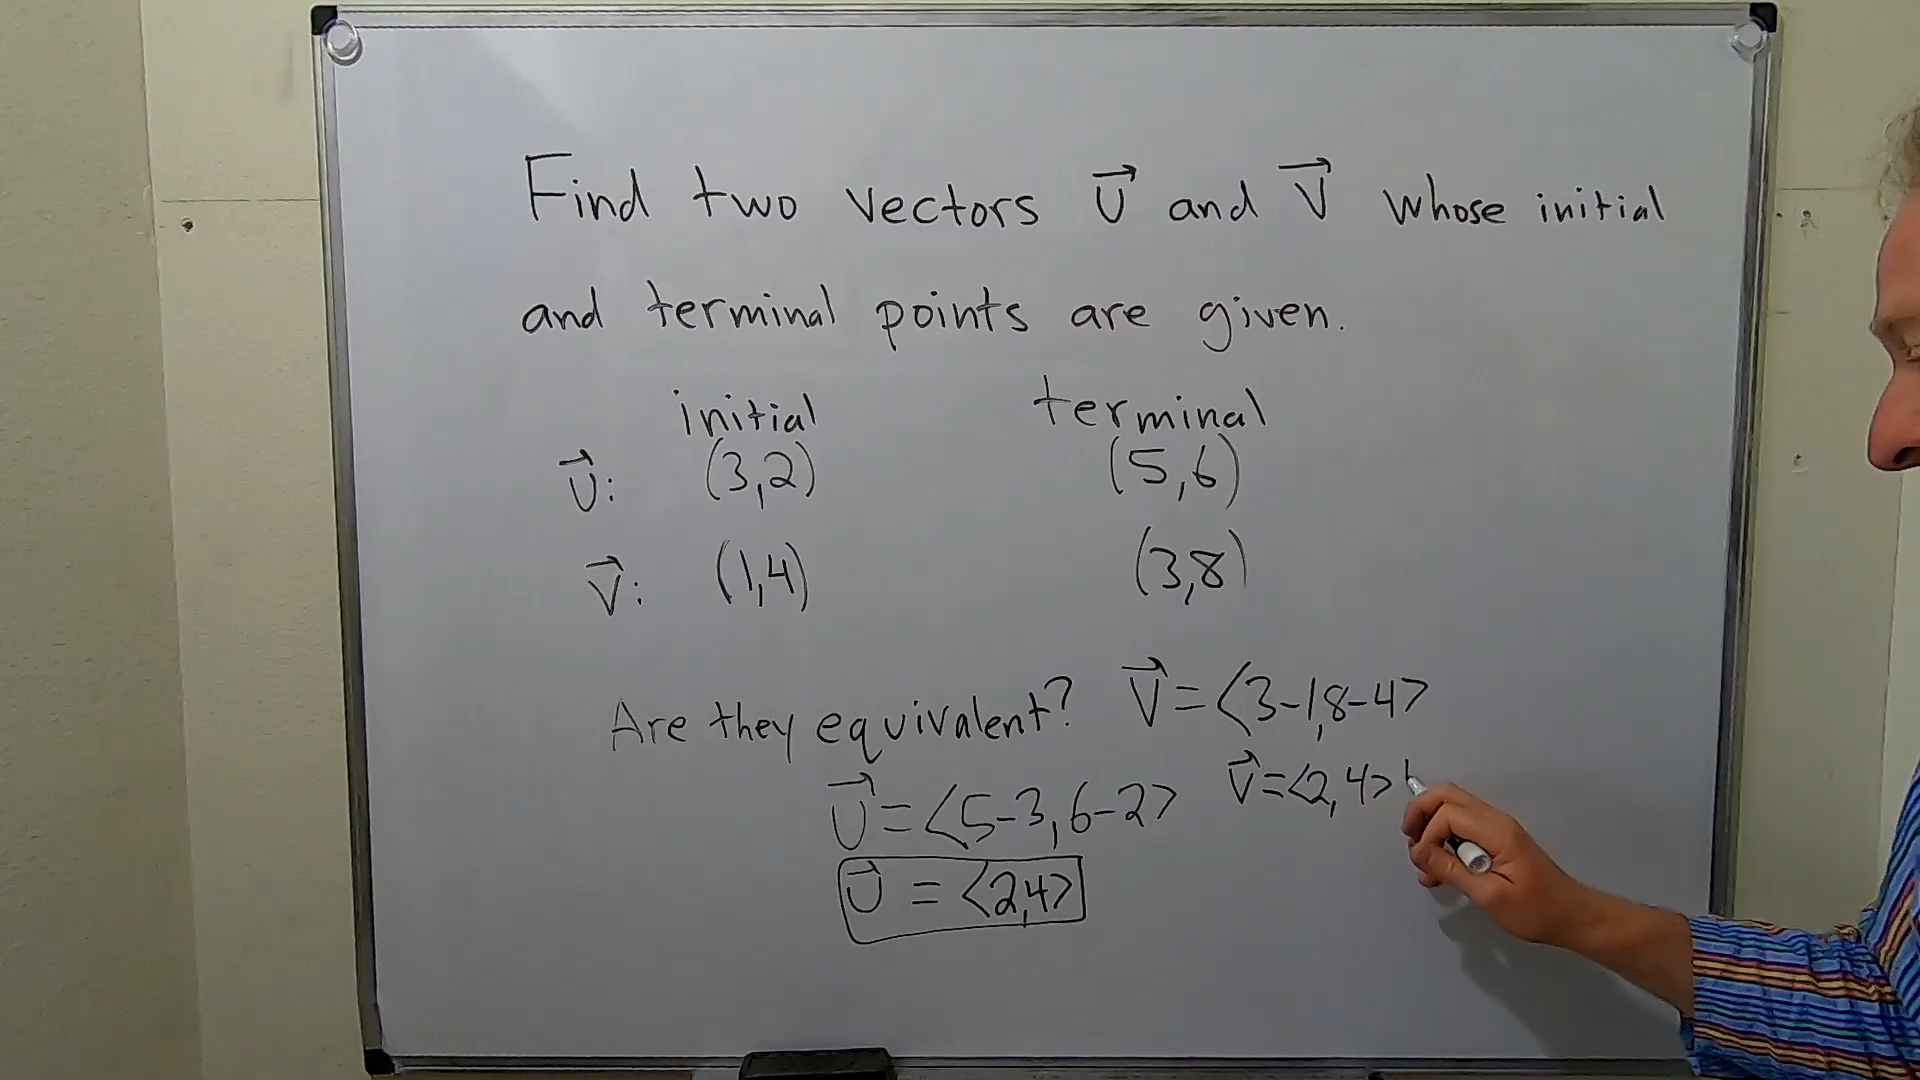 Find two vectors U⃗ and V⃗ whose initial
and terminal points are given.
initial terminal
U⃗: (3,2) (5,6)
V⃗: (1,4) (3,8)
Are they equivalent? V⃗ = <3-1,8-4>
V⃗=<2,4>
U⃗ = <5-3,6-2>
U⃗ = <2,4>